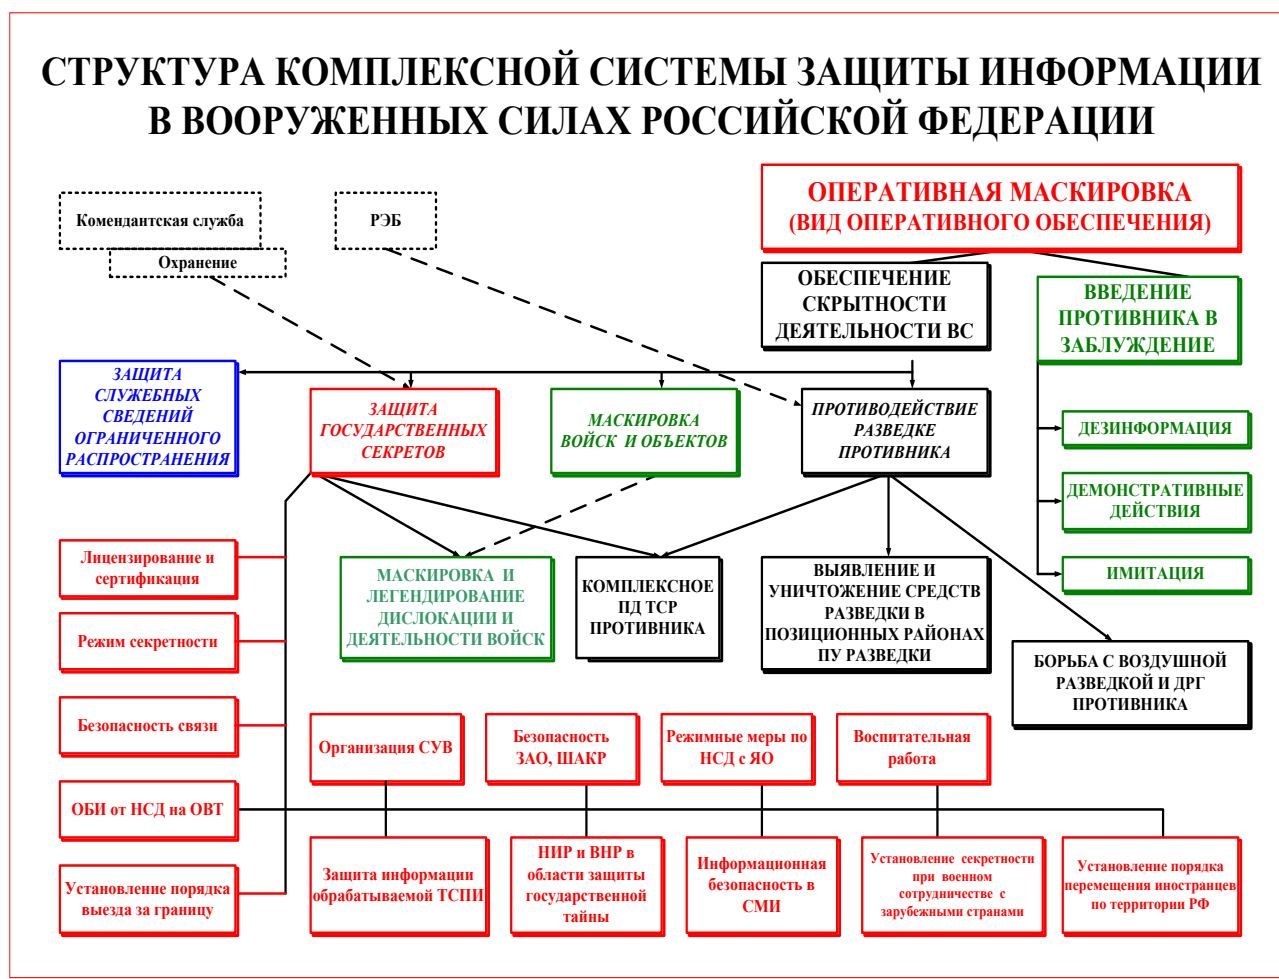 СТРУКТУРА КОМПЛЕКСНОЙ СИСТЕМЫ ЗАЩИТЫ ИНФОРМАЦИИ
В ВООРУЖЕННЫХ СИЛАХ РОССИЙСКОЙ ФЕДЕРАЦИИ
Комендантская служба
Охранение
РЭБ
ОПЕРАТИВНАЯ МАСКИРОВКА
(ВИД ОПЕРАТИВНОГО ОБЕСПЕЧЕНИЯ)
ОБЕСПЕЧЕНИЕ
СКРЫТНОСТИ
ДЕЯТЕЛЬНОСТИ ВС
ВВЕДЕНИЕ
ПРОТИВНИКА В
ЗАБЛУЖДЕНИЕ
ЗАЩИТА
СЛУЖЕБНЫХ
СВЕДЕНИЙ
ОГРАНИЧЕННОГО
РАСПРОСТРАНЕНИЯ
ЗАЩИТА
ГОСУДАРСТВЕННЫХ
СЕКРЕТОВ
МАСКИРОВКА
ВОЙСК И ОБЪЕКТОВ
ПРОТИВОДЕЙСТВИЕ
РАЗВЕДКЕ
ПРОТИВНИКА
ДЕЗИНФОРМАЦИЯ
ДЕМОНСТРАТИВНЫЕ
ДЕЙСТВИЯ
ИМИТАЦИЯ
Лицензирование и
сертификация
Режим секретности
Безопасность связи
ОБИ от НСД на ОВТ
Установление порядка
выезда за границу
МАСКИРОВКА И
ЛЕГЕНДИРОВАНИЕ
ДИСЛОКАЦИИ И
ДЕЯТЕЛЬНОСТИ ВОЙСК
КОМПЛЕКСНОЕ
ПД ТСР
ПРОТИВНИКА
ВЫЯВЛЕНИЕ И
УНИЧТОЖЕНИЕ СРЕДСТВ
РАЗВЕДКИ В
ПОЗИЦИОННЫХ РАЙОНАХ
ПУ РАЗВЕДКИ
БОРЬБА С ВОЗДУШНОЙ
РАЗВЕДКОЙ И ДРГ
ПРОТИВНИКА
Организация СУВ
Безопасность
ЗАО, ШАКР
Режимные меры по
НСД с ЯО
Воспитательная
работа
Защита информации
обрабатываемой ТСПИ
НИР и ВНР в
области защиты
государственной
тайны
Информационная
безопасность в
СМИ
Установление секретности
при военном
сотрудничестве с
зарубежными странами
Установление порядка
перемещения иностранцев
по территории РФ